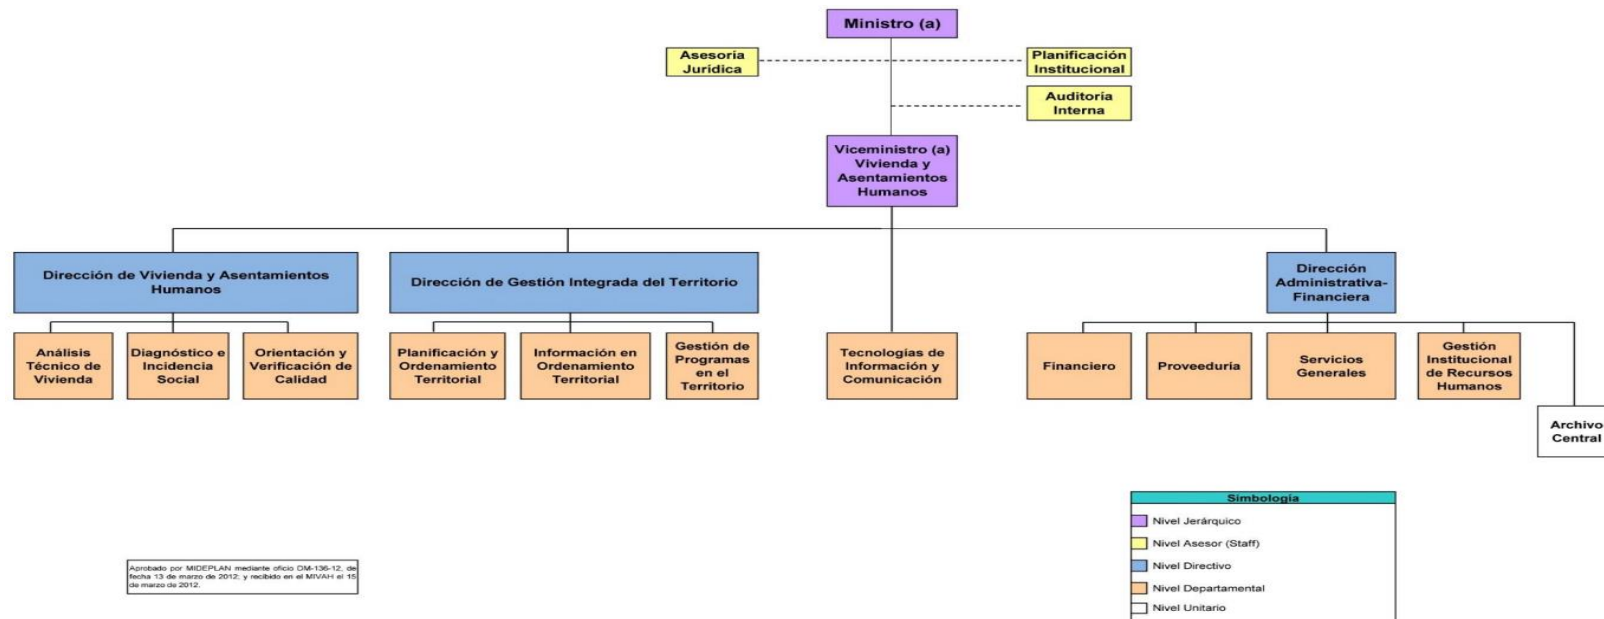 Ministro (a)
Asesoría
Jurídica
Planificación
Institucional
Auditoría
Interna
Viceministro (a)
Vivienda y
Asentamientos
Humanos
Dirección de Vivienda y Asentamientos
Humanos
Dirección de Gestión Integrada del Territorio
Dirección
Administrativa-
Financiera
Análisis
Técnico de
Vivienda
Diagnóstico e
Incidencia
Social
Orientación y
Verificación de
Calidad
Planificación y
Ordenamiento
Territorial
Información en
Ordenamiento
Territorial
Gestión de
Programas
en el
Territorio
Tecnologías de
Información y
Comunicación
Financiero
Proveeduría
Servicios
Generales
Gestión
Institucional
de Recursos
Humanos
Archivo
Central
Simbología
Nivel Jerárquico
Nivel Asesor (Staff)
Nivel Directivo
Nivel Departamental
Nivel Unitario
Aprobado por MIDEPLAN mediante oficio DM-136-12, de
fecha 13 de marzo de 2012; y recibido en el MIVAH el 15
de marzo de 2012.